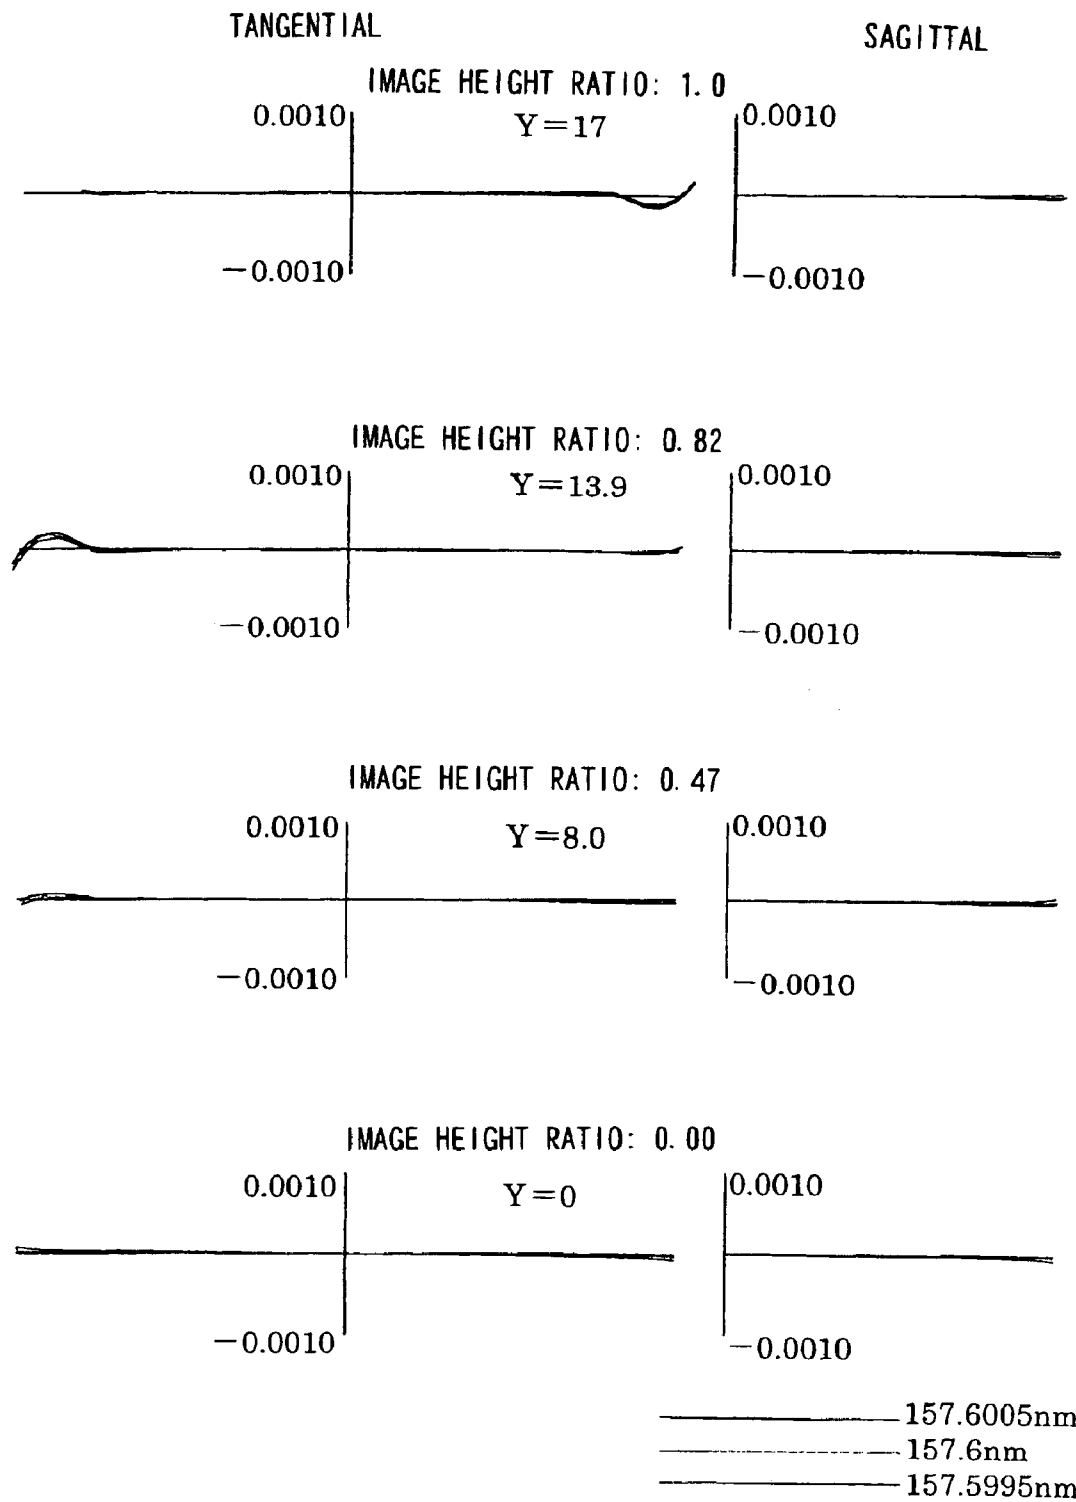 TANGENTIAL
SAGITTAL
IMAGE HEIGHT RATIO: 1.0
0.0010
Y=17
0.0010
−0.0010
−0.0010
IMAGE HEIGHT RATIO: 0.82
0.0010
Y=13.9
0.0010
−0.0010
−0.0010
IMAGE HEIGHT RATIO: 0.47
0.0010
Y=8.0
0.0010
−0.0010
−0.0010
IMAGE HEIGHT RATIO: 0.00
0.0010
Y=0
0.0010
−0.0010
−0.0010
157.6005nm
157.6nm
157.5995nm